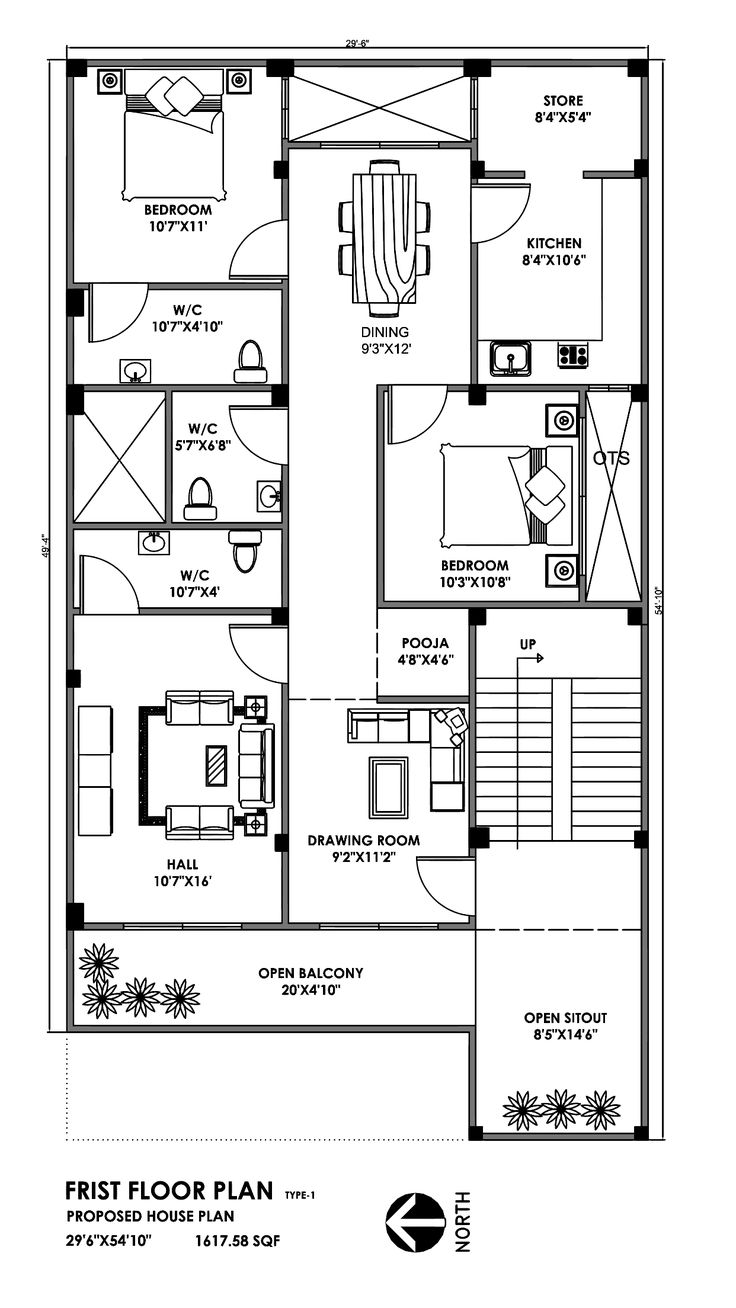 29'-6"
STORE
8'4"X5'4"
BEDROOM
10'7"X11'
KITCHEN
8'4"X10'6"
W/C
10'7"X4'10"
DINING
9'3"X12'
W/C
5'7"X6'8"
OTS
49'-4"
BEDROOM
10'3"X10'8"
W/C
10'7"X4'
54'-10"
POOJA
4'8"X4'6"
UP
DRAWING ROOM
9'2"X11'2"
HALL
10'7"X16'
OPEN BALCONY
20'X4'10"
OPEN SITOUT
8'5"X14'6"
FRIST FLOOR PLAN TYPE-1
PROPOSED HOUSE PLAN
29'6"X54'10" 1617.58 SQF
NORTH